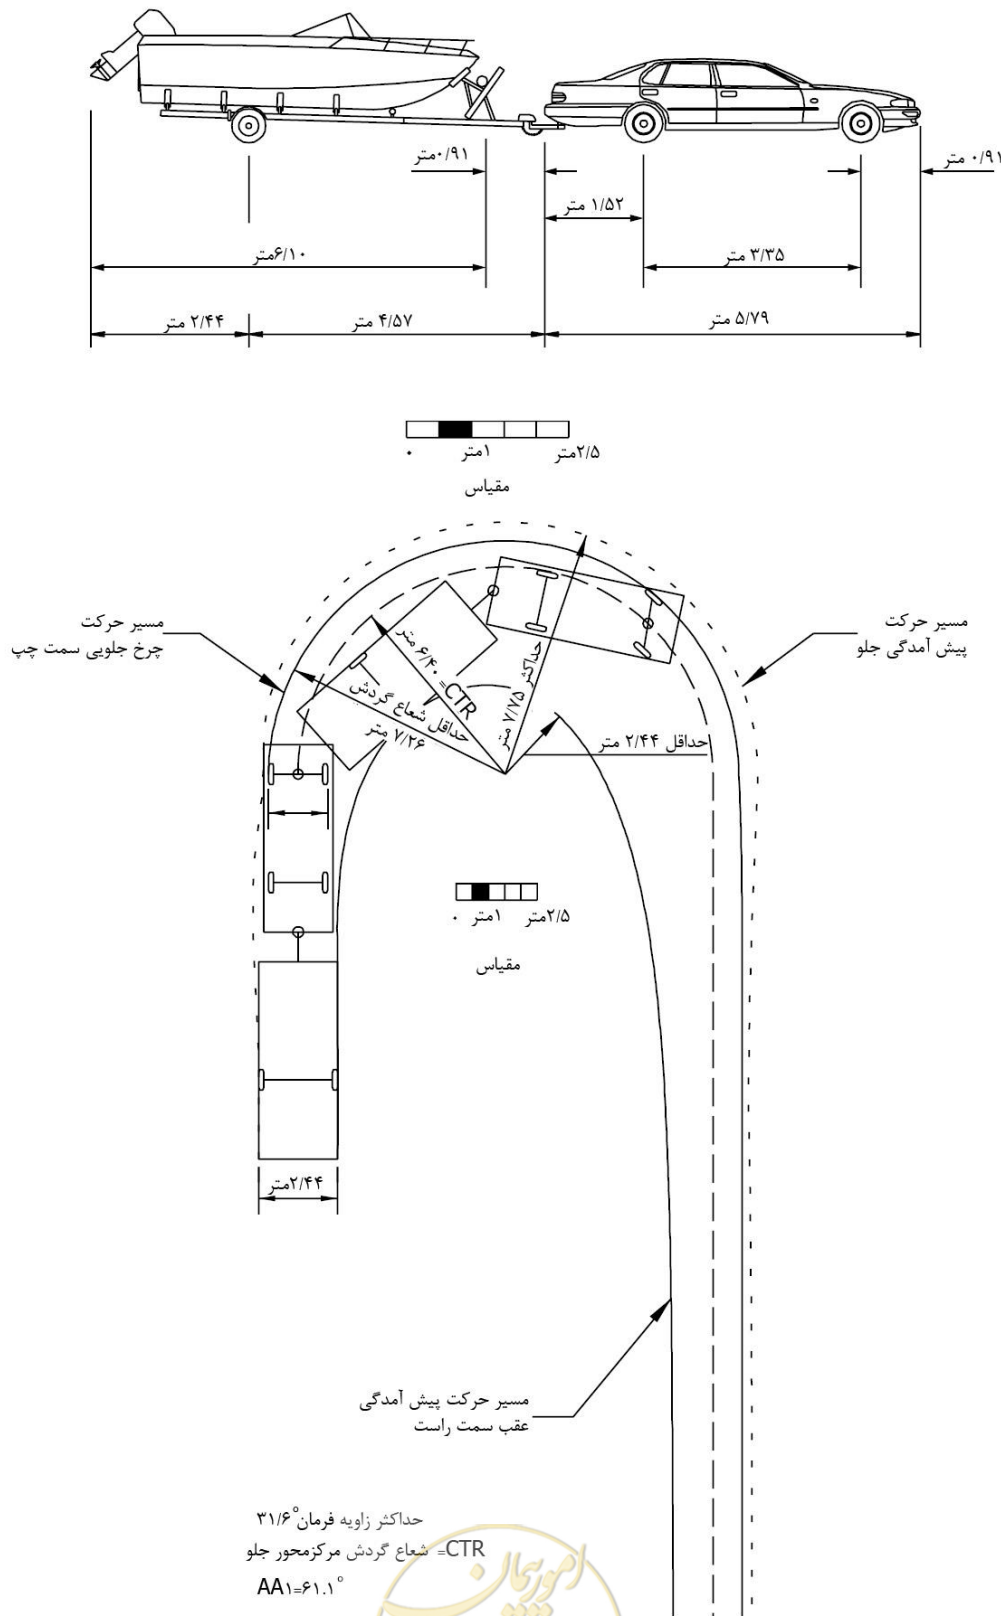 ۰/۹۱متر
۰/۹۱ متر
۱/۵۲ متر
۶/۱۰متر
۳/۳۵ متر
۲/۴۴ متر
۴/۵۷ متر
۵/۷۹ متر
۰
۱متر
۲/۵متر
مقیاس
مسیر حرکت
چرخ جلویی سمت چپ
مسیر حرکت
پیش آمدگی جلو
CTR= ۶/۴۰ متر
حداکثر ۷/۷۵ متر
حداقل شعاع گردش
۷/۲۶ متر
حداقل ۲/۴۴ متر
۰
۱متر
۲/۵متر
مقیاس
۲/۴۴متر
مسیر حرکت پیش آمدگی
عقب سمت راست
حداکثر زاویه فرمان ۳۱/۶°
CTR= شعاع گردش مرکزمحور جلو
AA۱=۶۱.۱°
امور پیمان